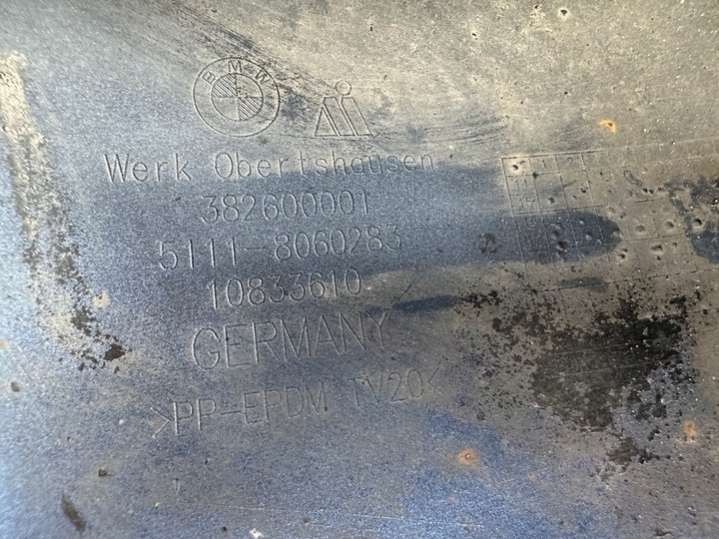 BMW
Werk Obertshausen
382600001
5111-8060283
10833610
GERMANY
>PP-EPDM TV20<